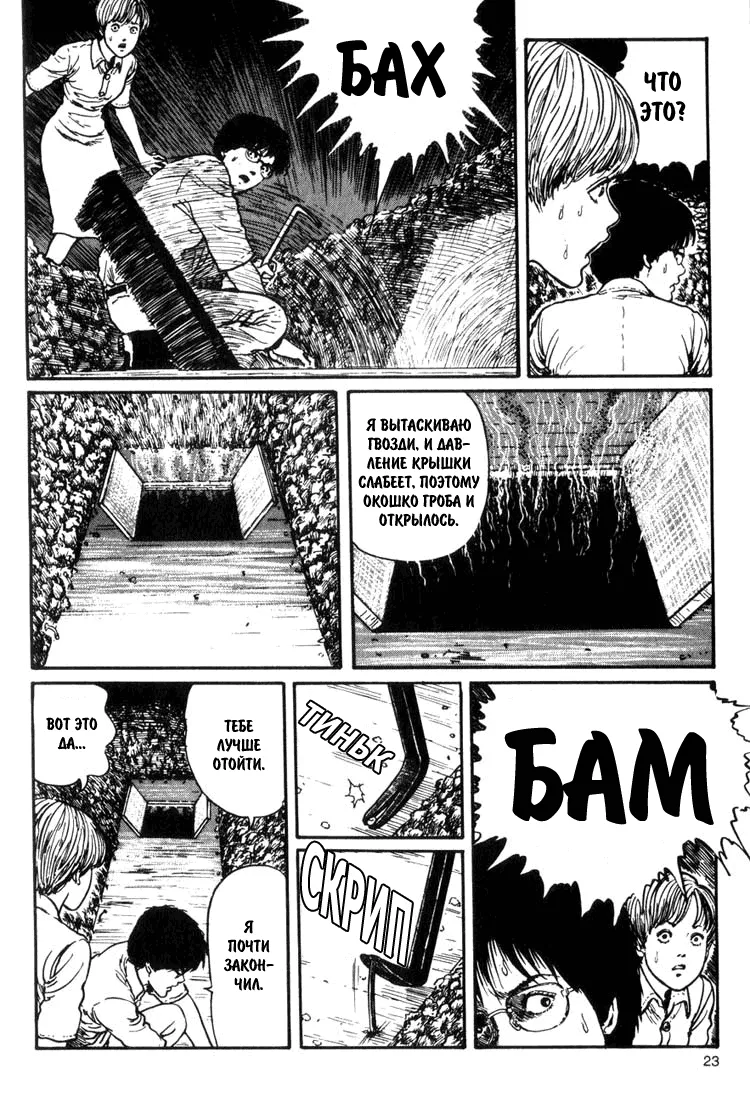 БАХ
ЧТО
ЭТО?
Я ВЫТАСКИВАЮ
ГВОЗДИ, И ДАВ-
ЛЕНИЕ КРЫШКИ
СЛАБЕЕТ, ПОЭТОМУ
ОКОШКО ГРОБА И
ОТКРЫЛОСЬ.
ВОТ ЭТО
ДА...
ТЕБЕ
ЛУЧШЕ
ОТОЙТИ.
Я
ПОЧТИ
ЗАКОН-
ЧИЛ.
ТИНЬК
СКРИП
БАМ
23